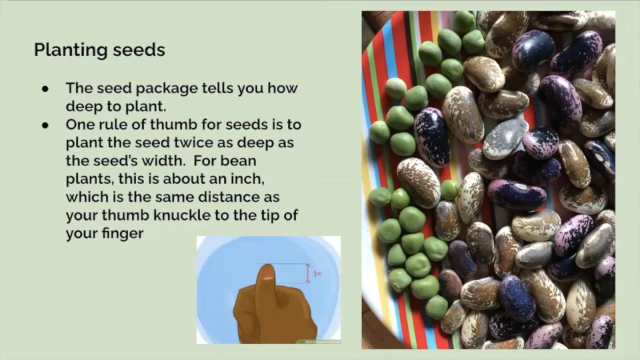 Planting seeds
● The seed package tells you how
deep to plant.
● One rule of thumb for seeds is to
plant the seed twice as deep as
the seed's width. For bean
plants, this is about an inch,
which is the same distance as
your thumb knuckle to the tip of
your finger